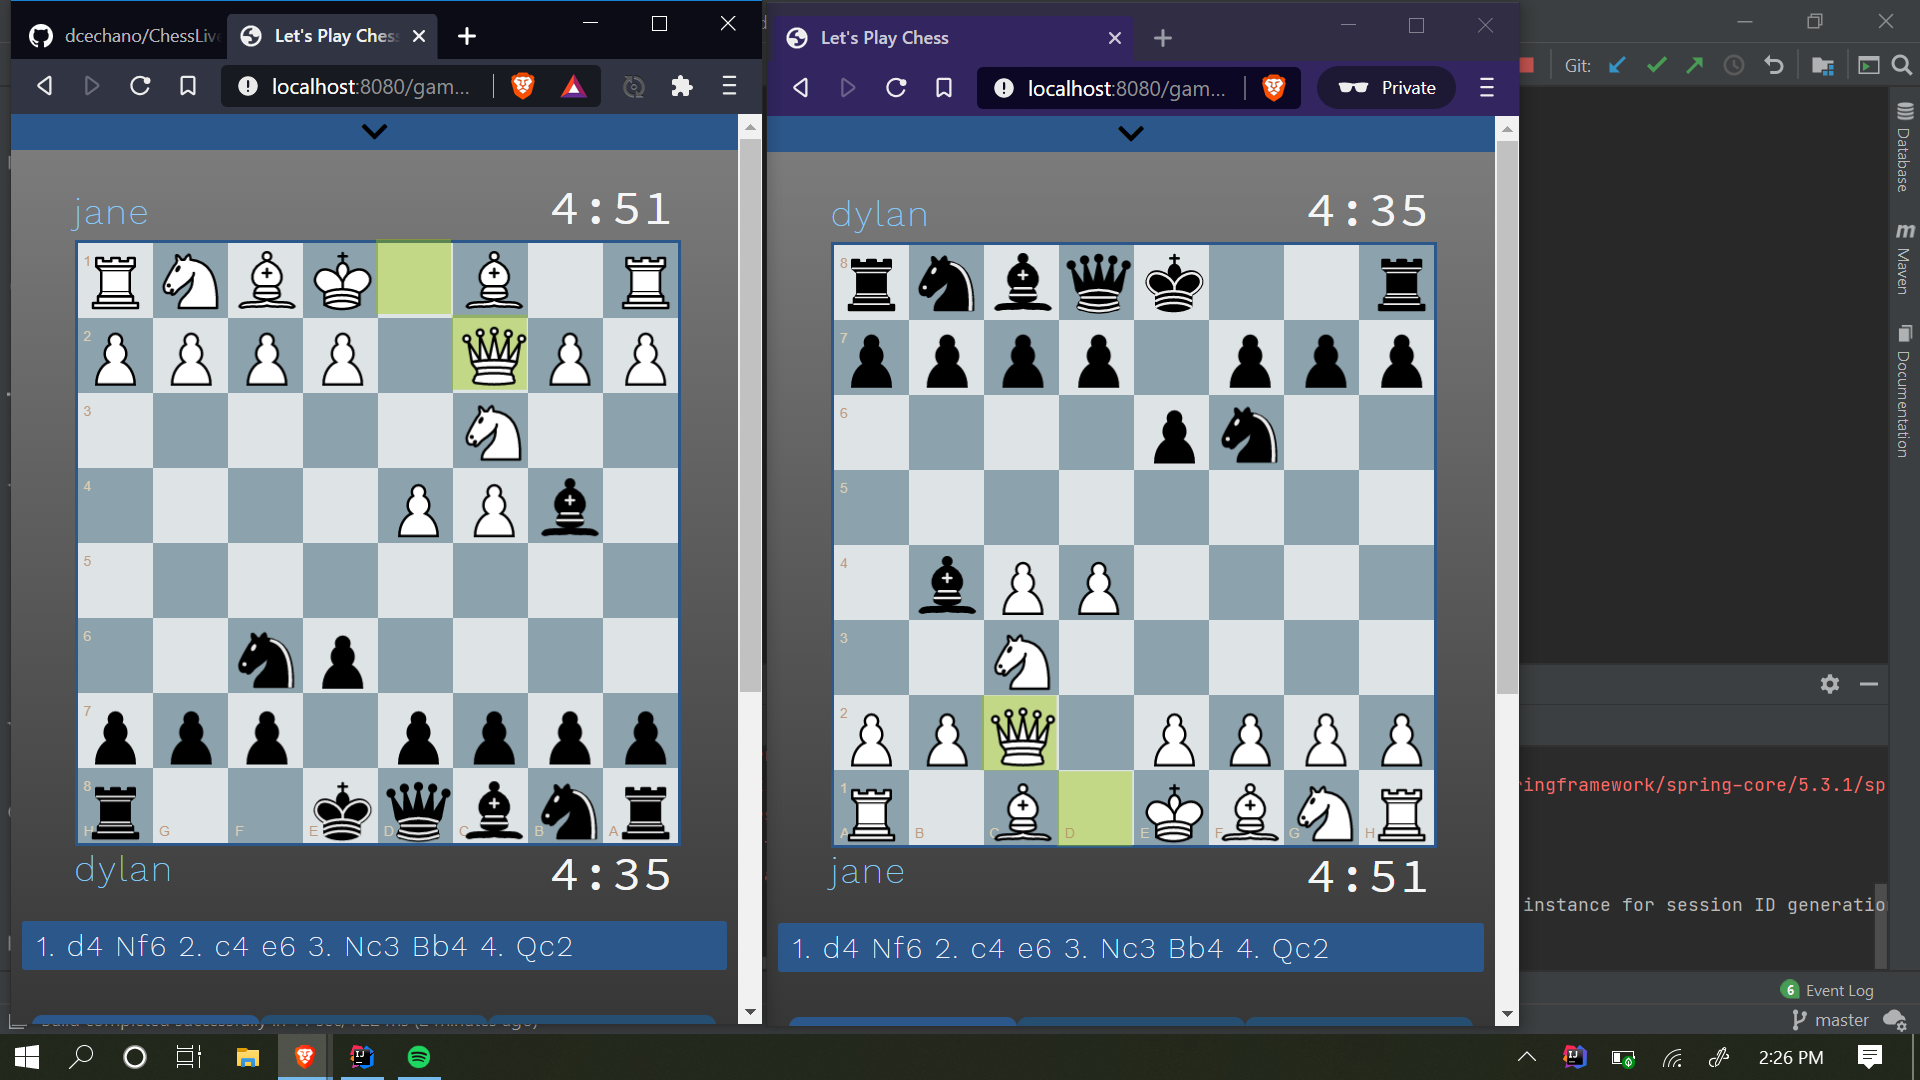 dcechano/ChessLiv
Let's Play Chess
localhost:8080/gam...
jane
4:51
1
2
3
4
5
6
7
8
H G F E D C B A
dylan
4:35
1. d4 Nf6 2. c4 e6 3. Nc3 Bb4 4. Qc2
Let's Play Chess
localhost:8080/gam...
Private
dylan
4:35
8
7
6
5
4
3
2
1
A B C D E F G H
jane
4:51
1. d4 Nf6 2. c4 e6 3. Nc3 Bb4 4. Qc2
Git:
Database
m
Maven
Documentation
ringframework/spring-core/5.3.1/sp
instance for session ID generatio
6 Event Log
master
IJ
IJ
2:26 PM